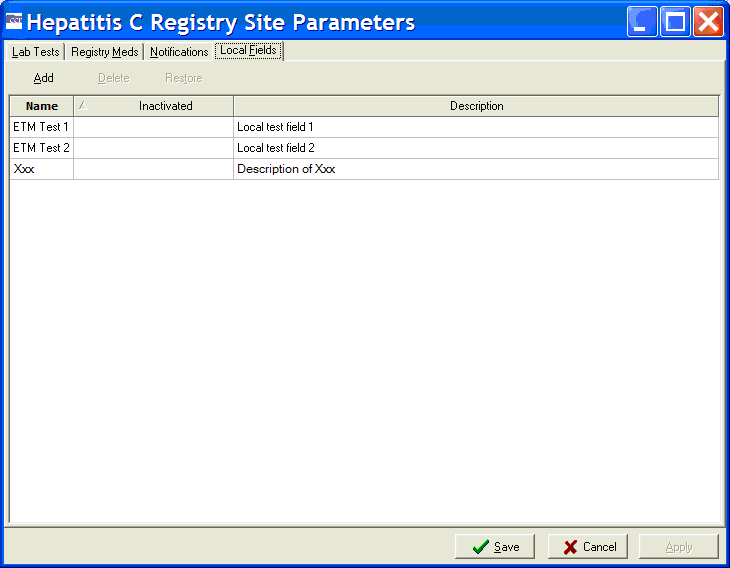 Hepatitis C Registry Site Parameters
Lab Tests Registry Meds Notifications Local Fields
Add Delete Restore
Name Inactivated Description
ETM Test 1 Local test field 1
ETM Test 2 Local test field 2
Xxx Description of Xxx
Save Cancel Apply